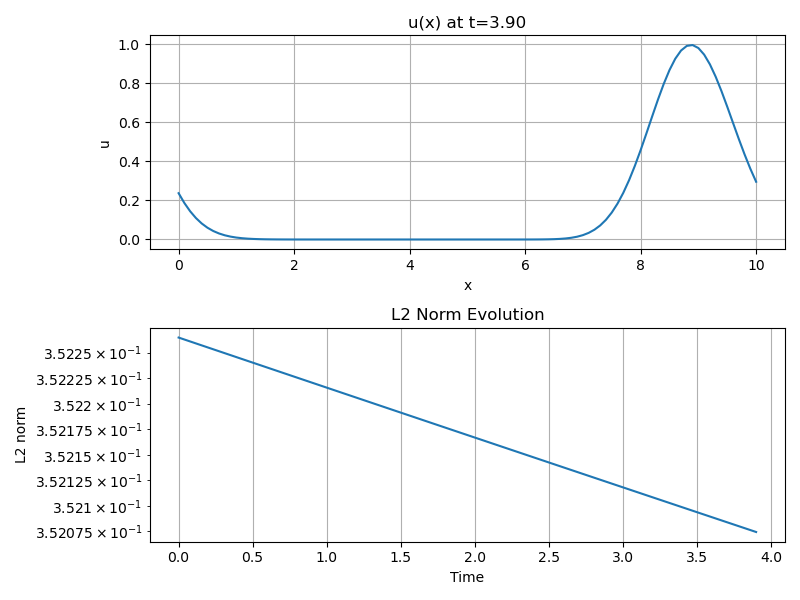 u(x) at t=3.90
1.0
0.8
0.6
0.4
0.2
0.0
u
0 2 4 6 8 10
x
L2 Norm Evolution
3.5225 × 10⁻¹
3.52225 × 10⁻¹
3.522 × 10⁻¹
3.52175 × 10⁻¹
3.5215 × 10⁻¹
3.52125 × 10⁻¹
3.521 × 10⁻¹
3.52075 × 10⁻¹
L2 norm
0.0 0.5 1.0 1.5 2.0 2.5 3.0 3.5 4.0
Time